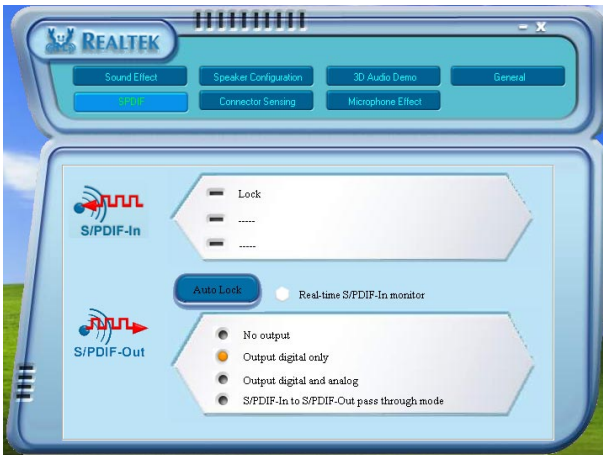 REALTEK
- X
Sound Effect
Speaker Configuration
3D Audio Demo
General
SPDIF
Connector Sensing
Microphone Effect
S/PDIF-In
Lock
-----
-----
Auto Lock
Real-time S/PDIF-In monitor
S/PDIF-Out
No output
Output digital only
Output digital and analog
S/PDIF-In to S/PDIF-Out pass through mode